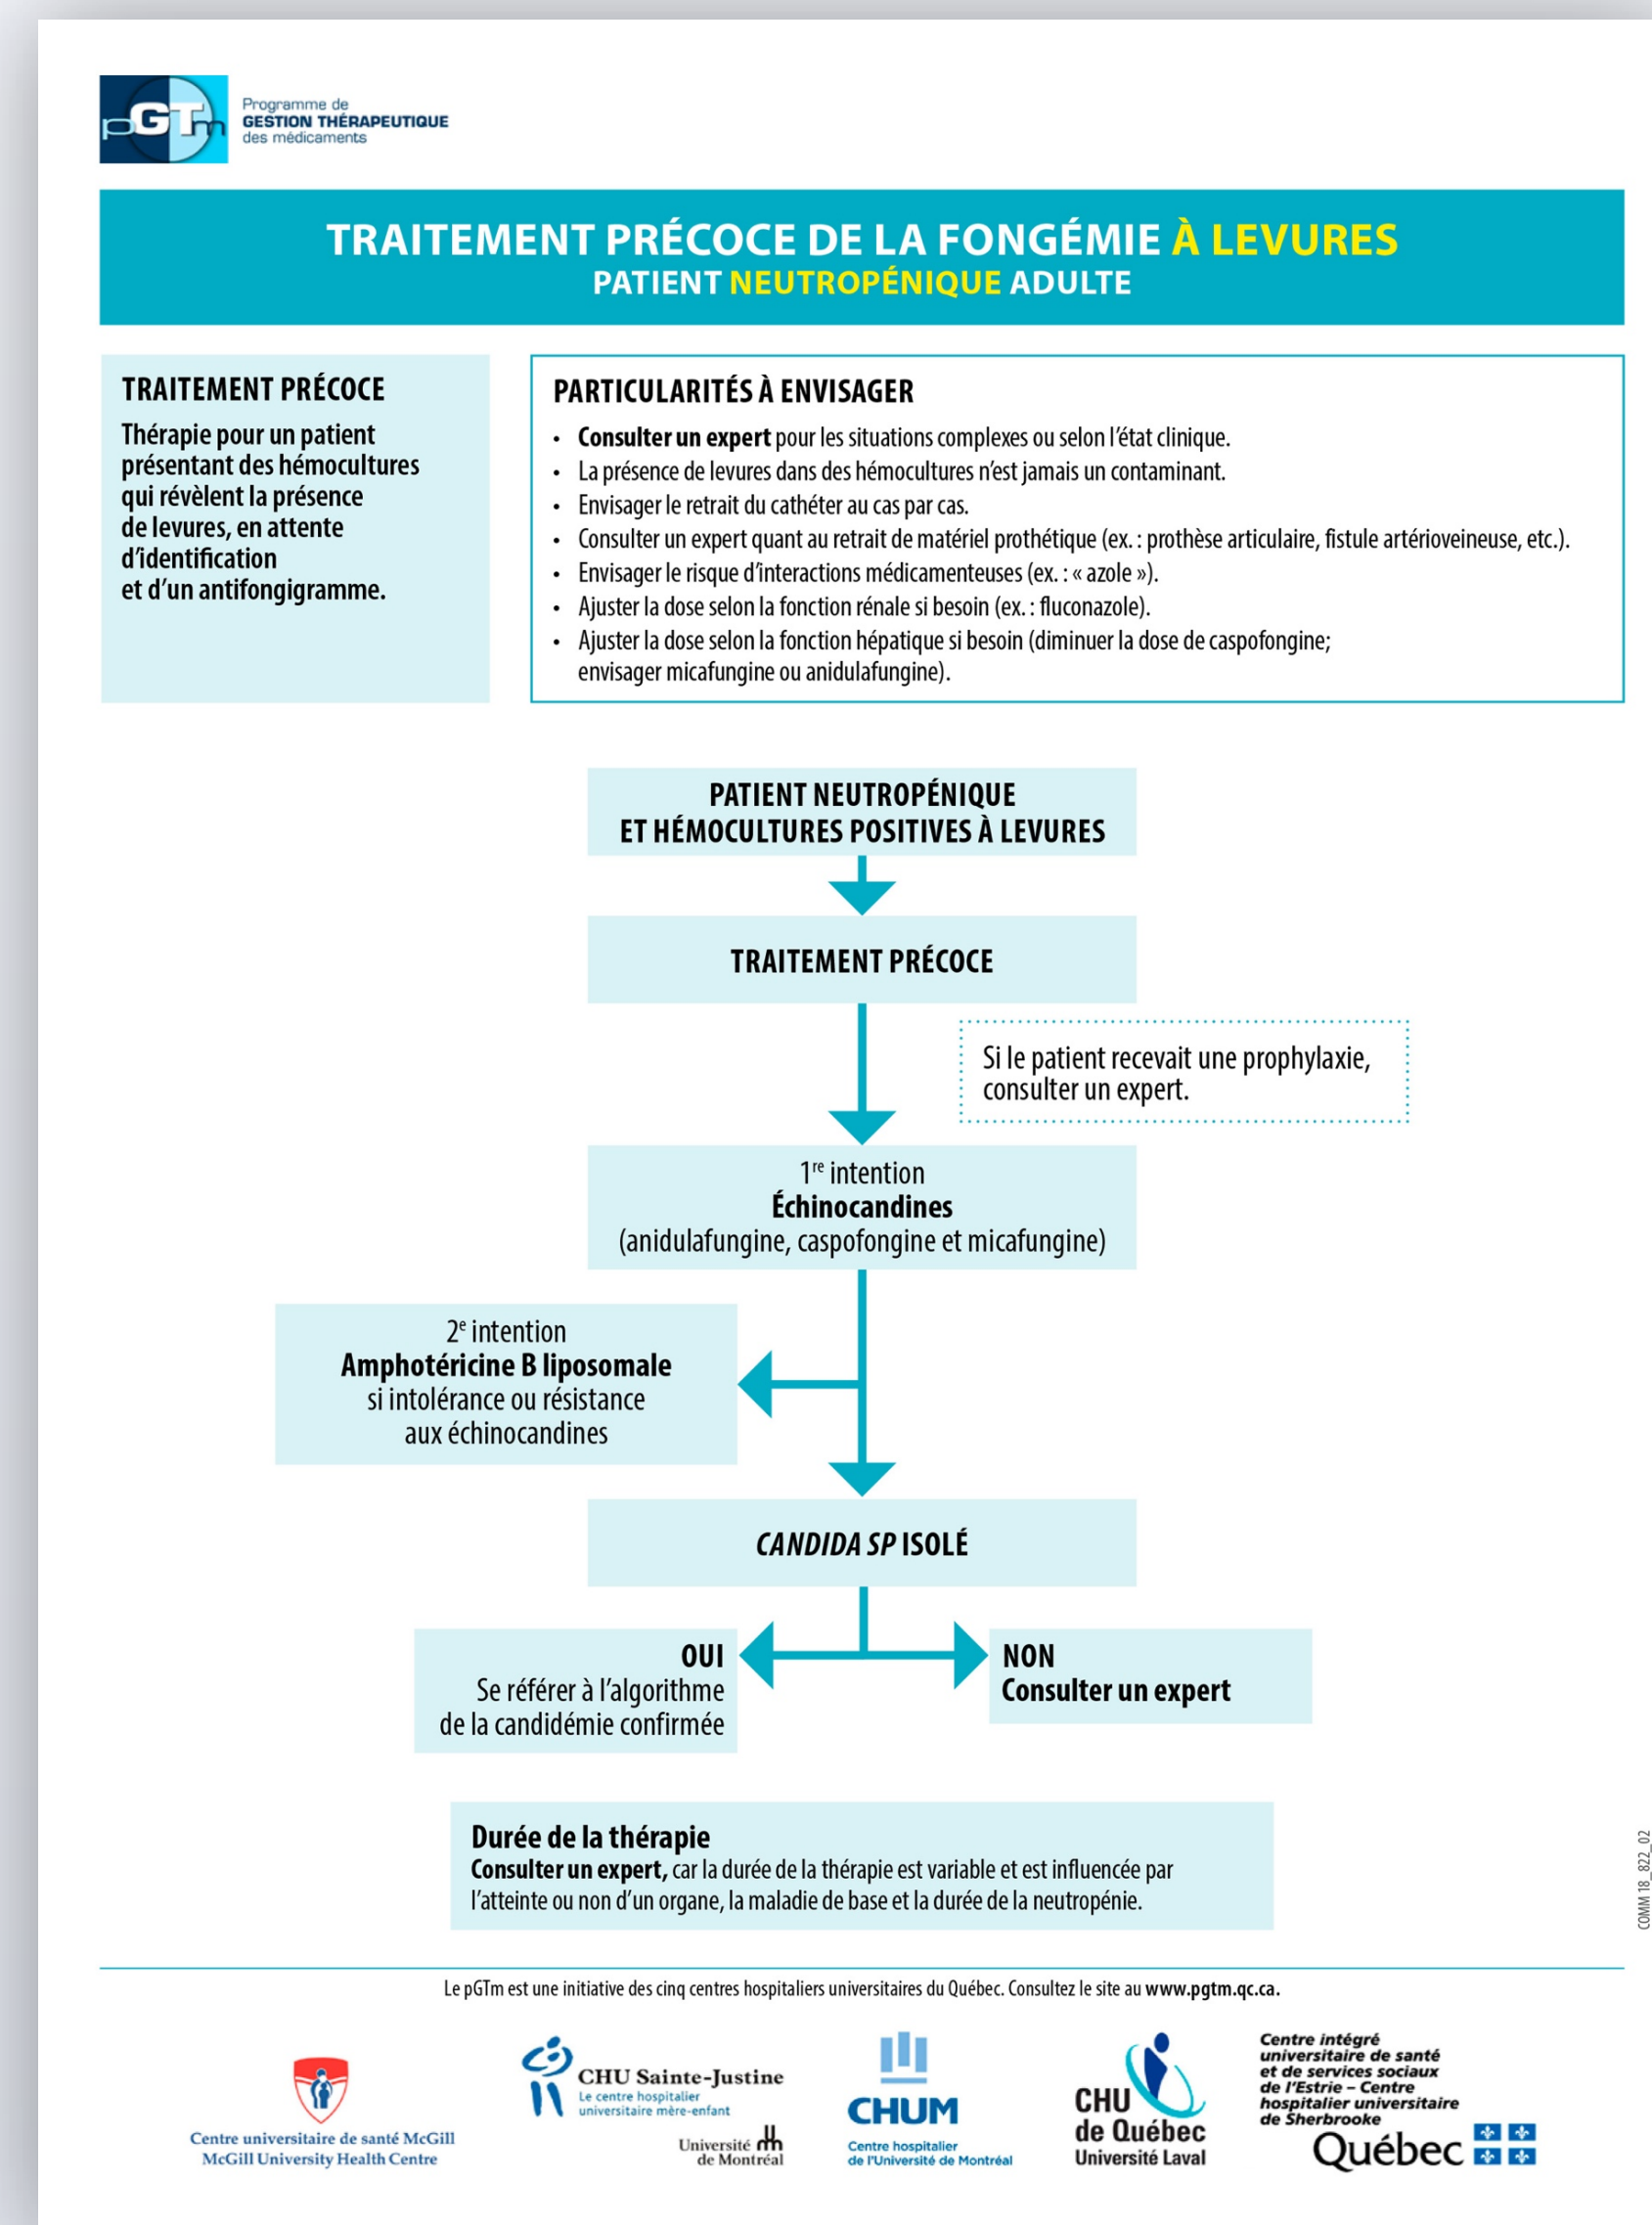 pGTm
Programme de
GESTION THÉRAPEUTIQUE
des médicaments
TRAITEMENT PRÉCOCE DE LA FONGÉMIE À LEVURES
PATIENT NEUTROPÉNIQUE ADULTE
TRAITEMENT PRÉCOCE
Thérapie pour un patient
présentant des hémocultures
qui révèlent la présence
de levures, en attente
d’identification
et d’un antifongigramme.
PARTICULARITÉS À ENVISAGER
• Consulter un expert pour les situations complexes ou selon l’état clinique.
• La présence de levures dans des hémocultures n’est jamais un contaminant.
• Envisager le retrait du cathéter au cas par cas.
• Consulter un expert quant au retrait de matériel prothétique (ex. : prothèse articulaire, fistule artérioveineuse, etc.).
• Envisager le risque d’interactions médicamenteuses (ex. : « azole »).
• Ajuster la dose selon la fonction rénale si besoin (ex. : fluconazole).
• Ajuster la dose selon la fonction hépatique si besoin (diminuer la dose de caspofongine;
envisager micafungine ou anidulafungine).
PATIENT NEUTROPÉNIQUE
ET HÉMOCULTURES POSITIVES À LEVURES
TRAITEMENT PRÉCOCE
Si le patient recevait une prophylaxie,
consulter un expert.
1re intention
Échinocandines
(anidulafungine, caspofongine et micafungine)
2e intention
Amphotéricine B liposomale
si intolérance ou résistance
aux échinocandines
CANDIDA SP ISOLÉ
OUI
Se référer à l’algorithme
de la candidémie confirmée
NON
Consulter un expert
Durée de la thérapie
Consulter un expert, car la durée de la thérapie est variable et est influencée par
l’atteinte ou non d’un organe, la maladie de base et la durée de la neutropénie.
COMM 18_822_02
Le pGTm est une initiative des cinq centres hospitaliers universitaires du Québec. Consultez le site au www.pgtm.qc.ca.
Centre universitaire de santé McGill
McGill University Health Centre
CHU Sainte-Justine
Le centre hospitalier
universitaire mère-enfant
Université
de Montréal
CHUM
Centre hospitalier
de l’Université de Montréal
CHU
de Québec
Université Laval
Centre intégré
universitaire de santé
et de services sociaux
de l’Estrie – Centre
hospitalier universitaire
de Sherbrooke
Québec